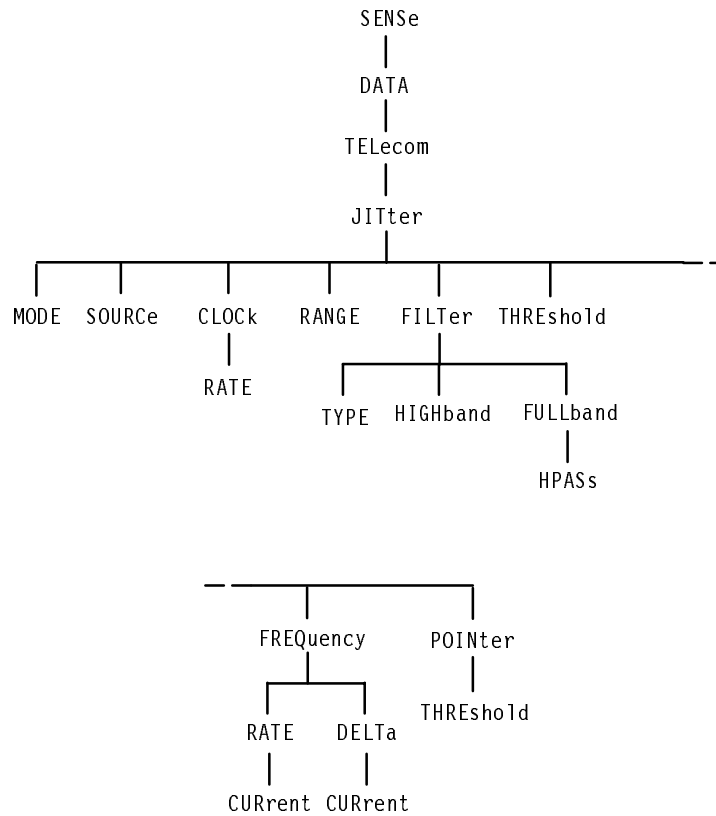 SENSe
DATA
TELecom
JITter
MODE SOURCe CLOCk RANGE FILTer THREshold
RATE
TYPE HIGHband FULLband
HPASs
FREQuency POINter
THREshold
RATE DELTa
CURrent CURrent